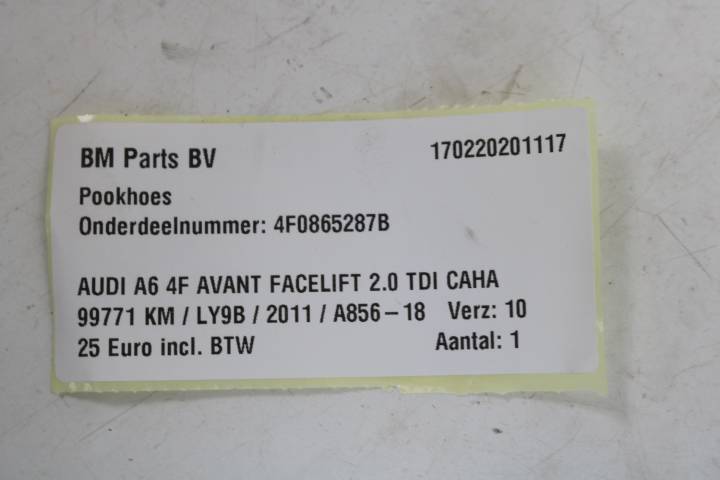 BM Parts BV 170220201117
Pookhoes
Onderdeelnummer: 4F0865287B
AUDI A6 4F AVANT FACELIFT 2.0 TDI CAHA
99771 KM / LY9B / 2011 / A856-18 Verz: 10
25 Euro incl. BTW Aantal: 1